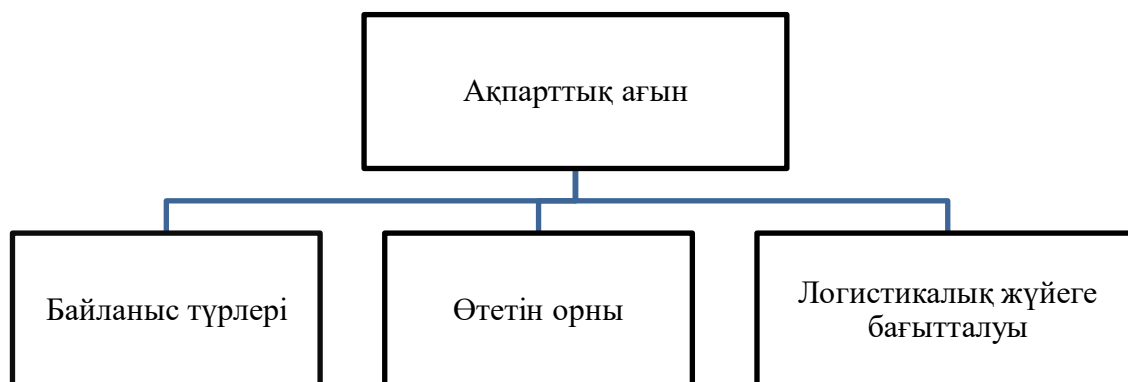 Ақпарттық ағын
Байланыс түрлері
Өтетін орны
Логистикалық жүйеге
бағытталуы